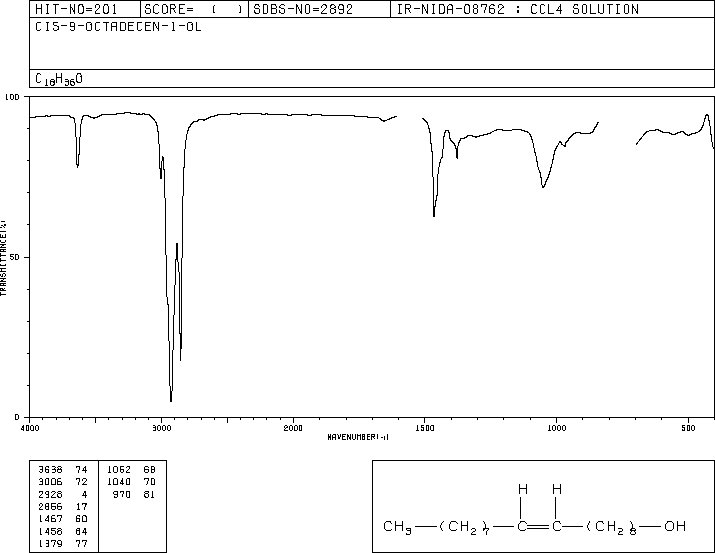 HIT-NO=201 SCORE= ( ) SDBS-NO=2892 IR-NIDA-08762 : CCL4 SOLUTION
CIS-9-OCTADECEN-1-OL
C18H36O
100
50
0
TRANSMITTANCE(%)
4000 3000 2000 1500 1000 500
WAVENUMBER(-1)
3638 74 1062 68
3006 72 1040 70
2928 4 970 81
2866 17
1467 60
1458 64
1379 77
H H
CH3—(CH2)7—C=C—(CH2)8—OH